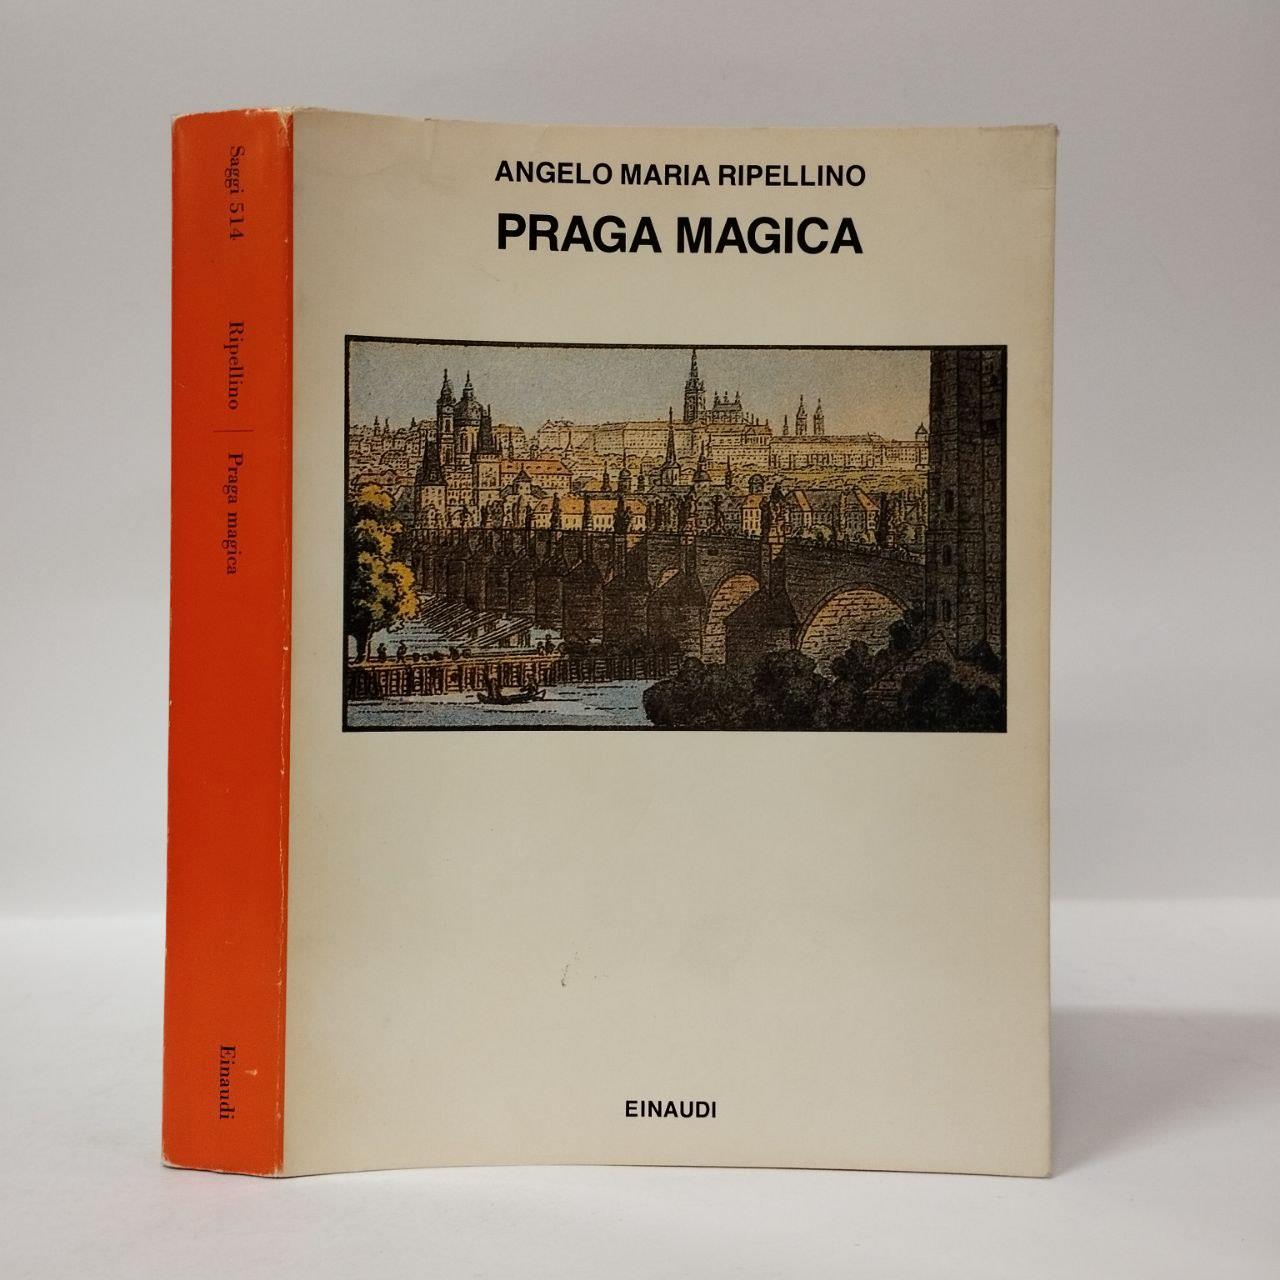 Saggi 514
Ripellino
Praga magica
Einaudi
ANGELO MARIA RIPELLINO
PRAGA MAGICA
EINAUDI